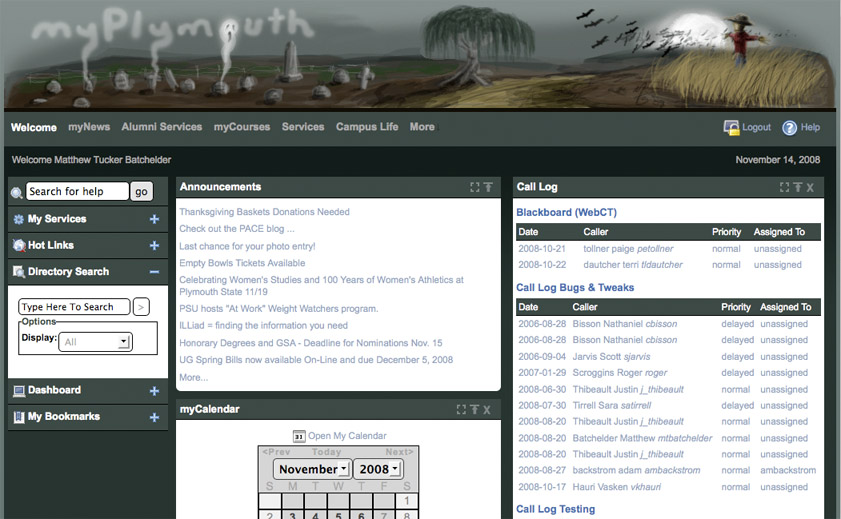 myPlymouth
Welcome myNews Alumni Services myCourses Services Campus Life More Logout Help
Welcome Matthew Tucker Batchelder November 14, 2008
Search for help go
My Services
Hot Links
Directory Search
Type Here To Search >
Options
Display: All
Dashboard
My Bookmarks
Announcements
Thanksgiving Baskets Donations Needed
Check out the PACE blog ...
Last chance for your photo entry!
Empty Bowls Tickets Available
Celebrating Women's Studies and 100 Years of Women's Athletics at
Plymouth State 11/19
PSU hosts "At Work" Weight Watchers program.
ILLiad = finding the information you need
Honorary Degrees and GSA - Deadline for Nominations Nov. 15
UG Spring Bills now available On-Line and due December 5, 2008
More...
myCalendar
31 Open My Calendar
<Prev Today Next>
November 2008
S M T W T F S
1
2 3 4 5 6 7 8
Call Log
Blackboard (WebCT)
Date Caller Priority Assigned To
2008-10-21 tollner paige petollner normal unassigned
2008-10-22 dautcher terri tldautcher normal unassigned
Call Log Bugs & Tweaks
Date Caller Priority Assigned To
2006-08-28 Bisson Nathaniel cbisson delayed unassigned
2006-08-28 Bisson Nathaniel cbisson delayed unassigned
2006-09-04 Jarvis Scott sjarvis delayed unassigned
2007-01-29 Scroggins Roger roger delayed unassigned
2008-06-30 Thibeault Justin j_thibeault normal unassigned
2008-07-30 Tirrell Sara satirrell delayed unassigned
2008-08-20 Thibeault Justin j_thibeault normal unassigned
2008-08-20 Batchelder Matthew mtbatchelder normal unassigned
2008-08-20 Thibeault Justin j_thibeault normal unassigned
2008-08-27 backstrom adam ambackstrom normal ambackstrom
2008-10-17 Hauri Vasken vkhauri normal unassigned
Call Log Testing